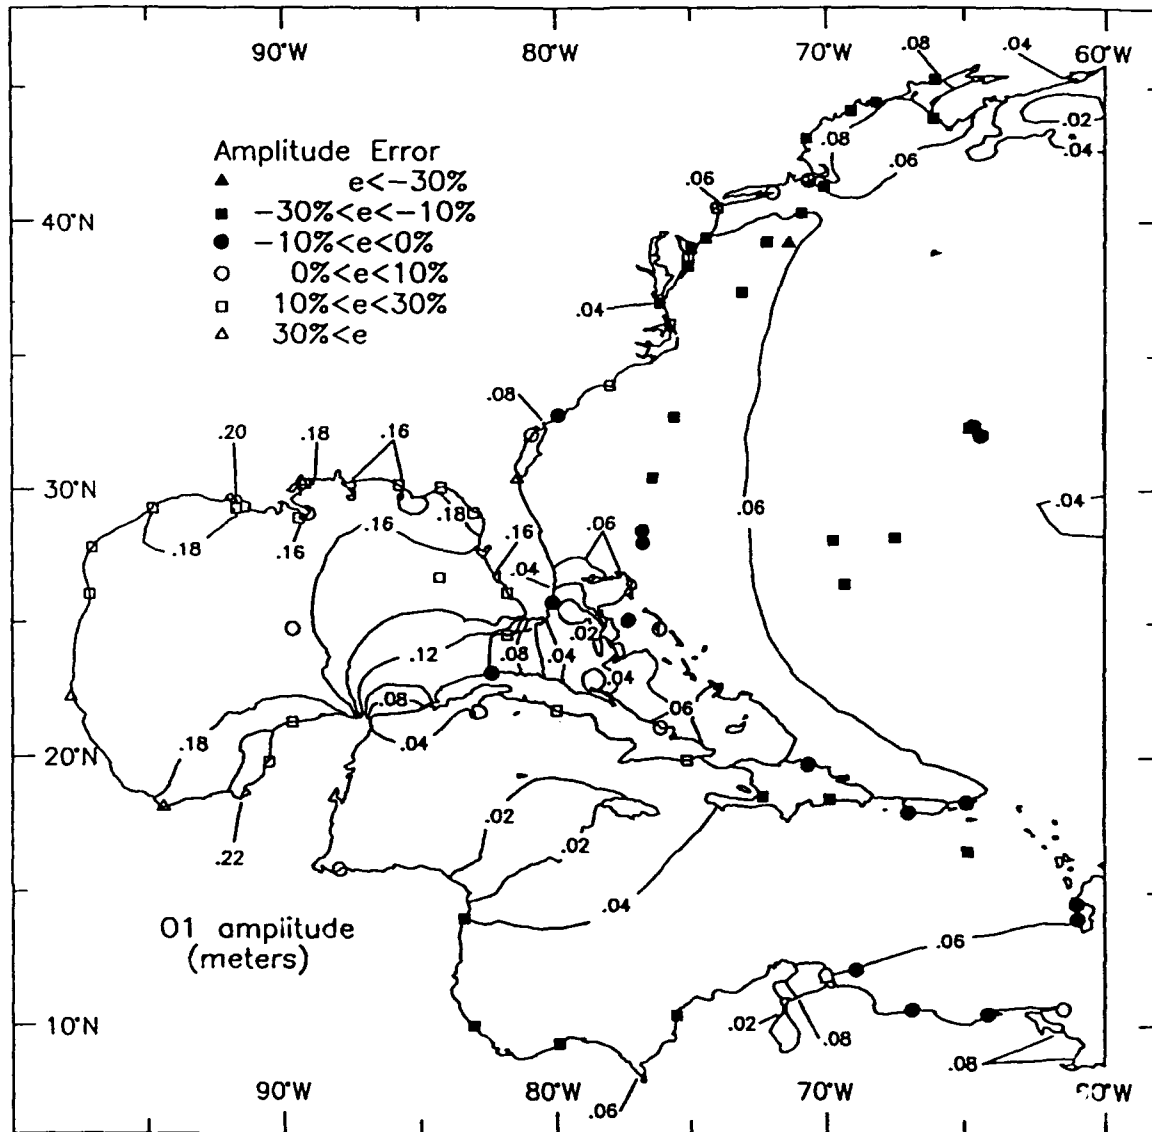 90°W 80°W 70°W 60°W
.08 .04
.02
.04
.08
.06
.06
Amplitude Error
▲ e<-30%
■ -30%<e<-10%
● -10%<e<0%
○ 0%<e<10%
□ 10%<e<30%
△ 30%<e
40°N
.04
.08
.20 .18 .16
30°N
.18
.16
.18
.16
.16
.06
.06
.04
.04
.02
.12 .08 .04
.04
.08
.06
.18 .04
20°N
.02
.02
.22
.04
O1 ampiitude
(meters)
.06
10°N
.02 .08
.08
.06
90°W 80°W 70°W 60°W